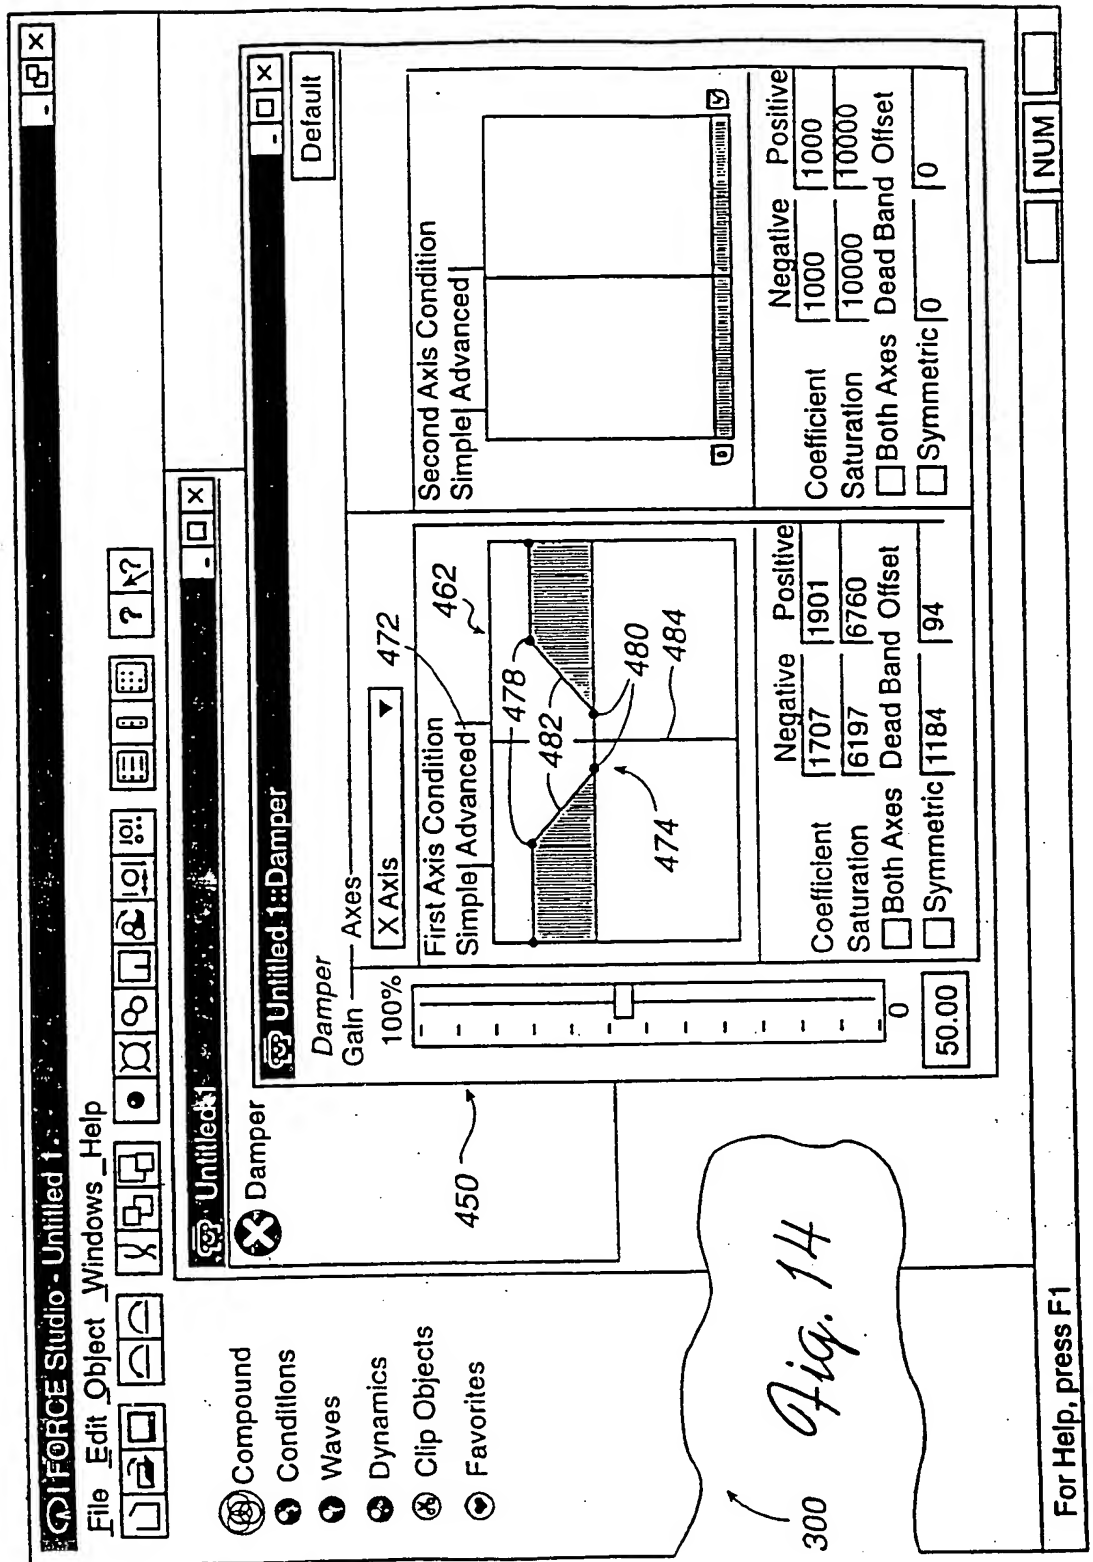 I FORCE Studio - Untitled 1
File Edit Object Windows Help
Compound
Conditions
Waves
Dynamics
Clip Objects
Favorites
Untitled1
Damper
Untitled 1::Damper
Default
Damper
Gain
100%
0
50.00
Axes
X Axis
First Axis Condition
Simple Advanced
Negative Positive
Coefficient 1707 1901
Saturation 6197 6760
Both Axes Dead Band Offset
Symmetric 1184 94
Second Axis Condition
Simple Advanced
Negative Positive
Coefficient 1000 1000
Saturation 10000 10000
Both Axes Dead Band Offset
Symmetric 0 0
472
462
478
482
480
484
474
450
300
Fig. 14
For Help, press F1
NUM